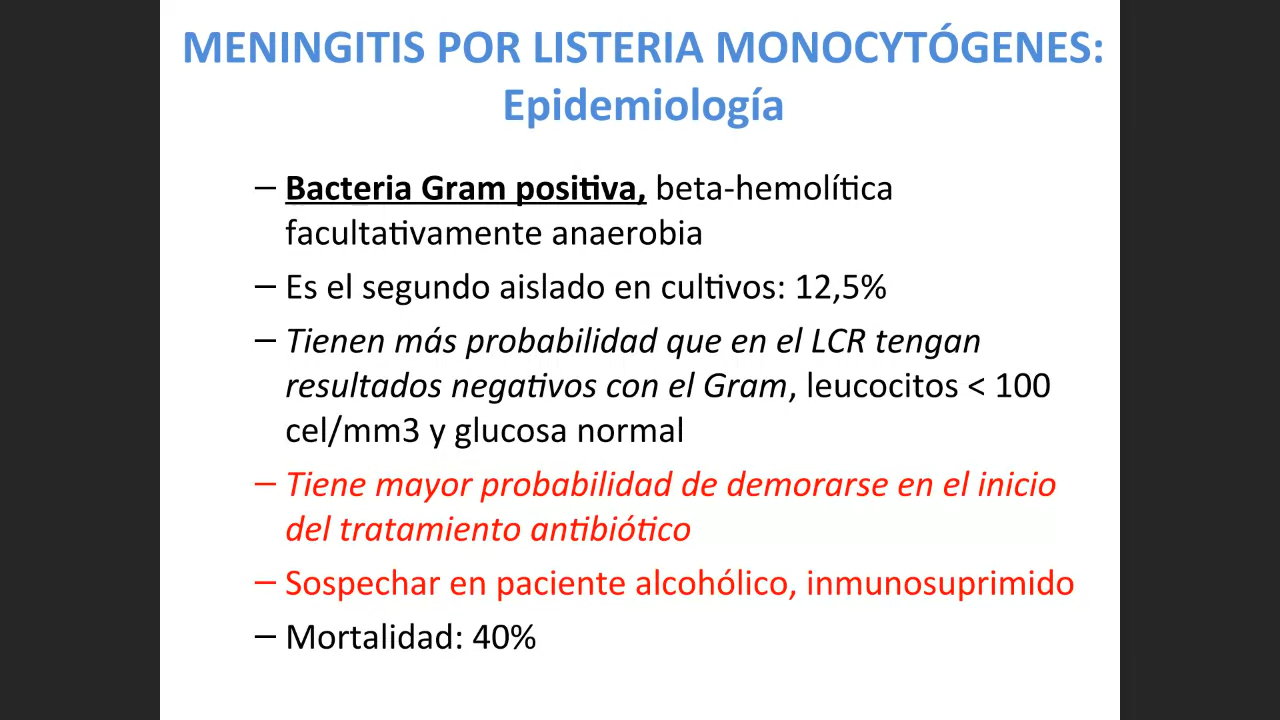 MENINGITIS POR LISTERIA MONOCYTÓGENES:
Epidemiología
– Bacteria Gram positiva, beta-hemolítica
facultativamente anaerobia
– Es el segundo aislado en cultivos: 12,5%
– Tienen más probabilidad que en el LCR tengan
resultados negativos con el Gram, leucocitos < 100
cel/mm3 y glucosa normal
– Tiene mayor probabilidad de demorarse en el inicio
del tratamiento antibiótico
– Sospechar en paciente alcohólico, inmunosuprimido
– Mortalidad: 40%